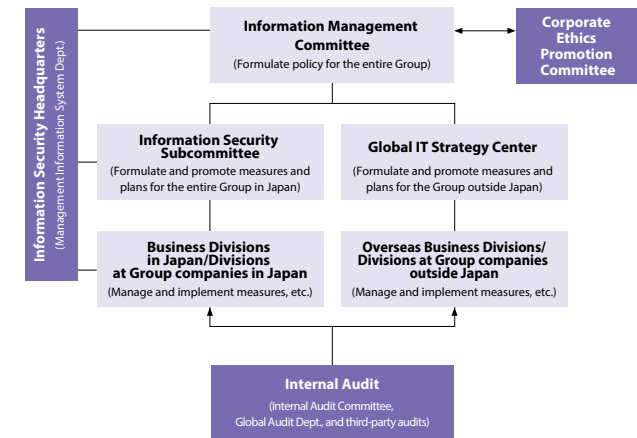 Information Security Headquarters
(Management Information System Dept.)
Information Management
Committee
(Formulate policy for the entire Group)
Corporate
Ethics
Promotion
Committee
Information Security
Subcommittee
(Formulate and promote measures and
plans for the entire Group in Japan)
Global IT Strategy Center
(Formulate and promote measures and
plans for the Group outside Japan)
Business Divisions
in Japan/Divisions
at Group companies in Japan
(Manage and implement measures, etc.)
Overseas Business Divisions/
Divisions at Group companies
outside Japan
(Manage and implement measures, etc.)
Internal Audit
(Internal Audit Committee,
Global Audit Dept., and third-party audits)